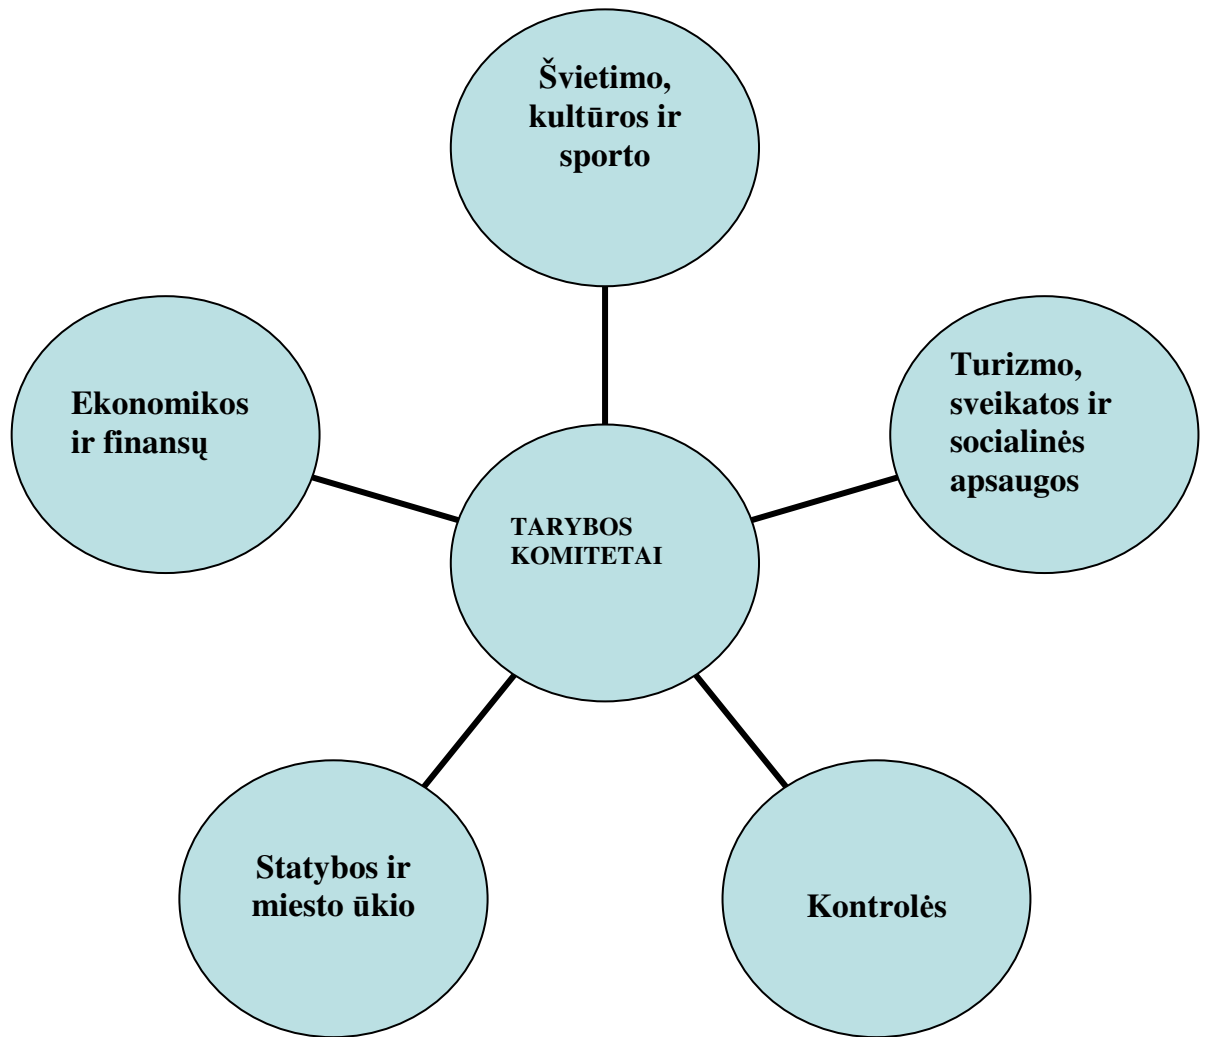 Švietimo,
kultūros ir
sporto
Ekonomikos
ir finansų
Turizmo,
sveikatos ir
socialinės
apsaugos
TARYBOS
KOMITETAI
Statybos ir
miesto ūkio
Kontrolės